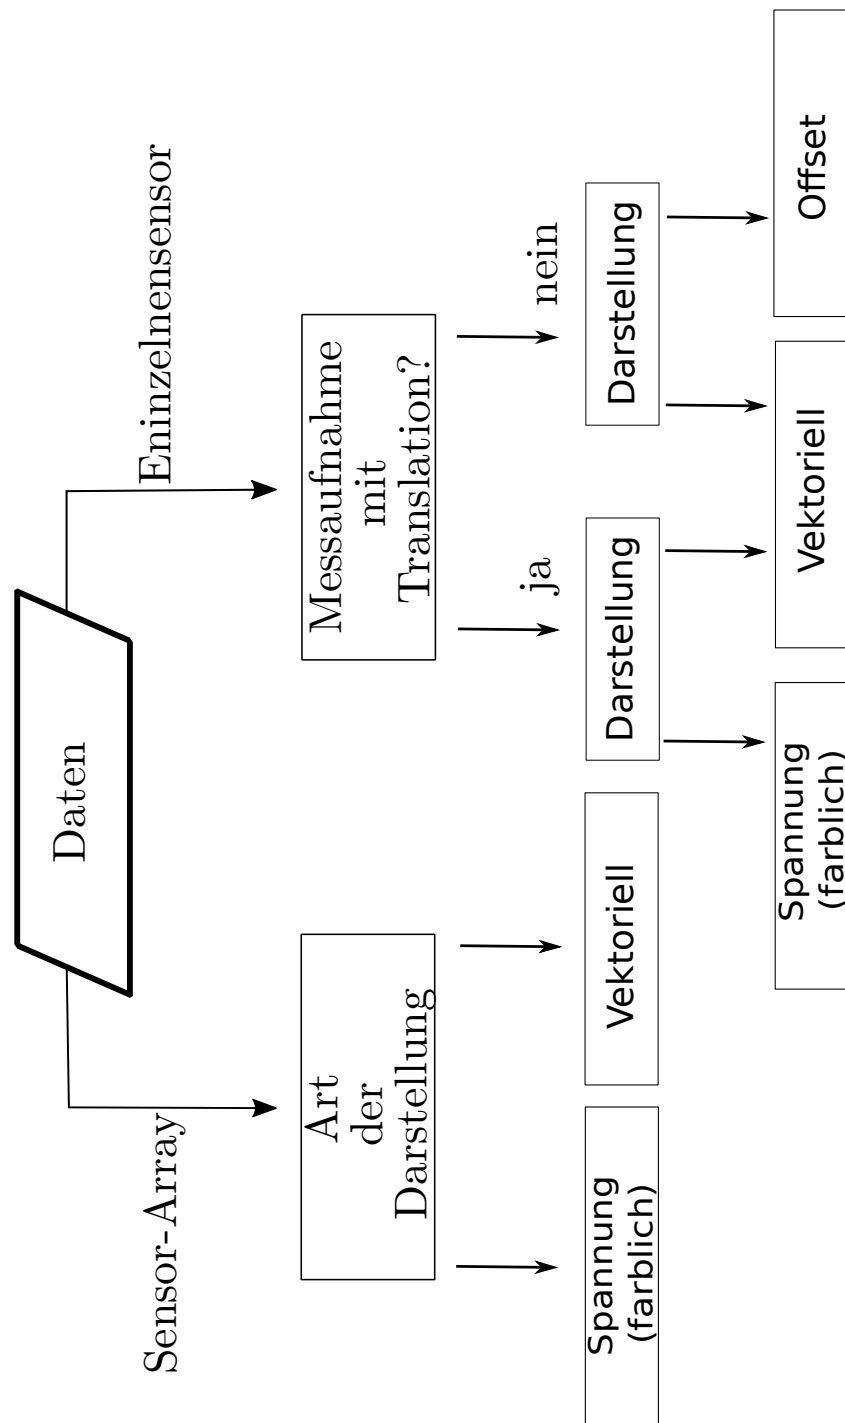 Daten
Sensor-Array
Eninzelnensensor
Art
der
Darstellung
Messaufnahme
mit
Translation?
ja
nein
Spannung
(farblich)
Vektoriell
Darstellung
Darstellung
Spannung
(farblich)
Vektoriell
Offset